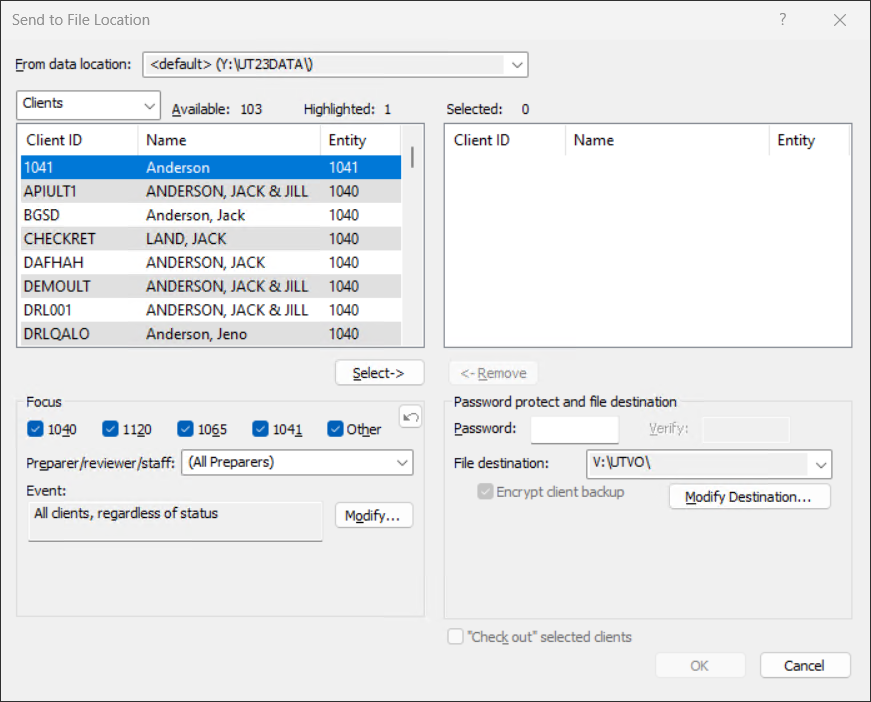 Send to File Location ?
From data location: <default> (Y:\UT23DATA\)
Clients Available: 103 Highlighted: 1 Selected: 0
Client ID Name Entity Client ID Name Entity
1041 Anderson 1041
APIULT1 ANDERSON, JACK & JILL 1040
BGSD Anderson, Jack 1040
CHECKRET LAND, JACK 1040
DAFHAH ANDERSON, JACK 1040
DEMOULT ANDERSON, JACK & JILL 1040
DRL001 ANDERSON, JACK & JILL 1040
DRLQALO Anderson, Jeno 1040
Select-> <- Remove
Focus
1040 1120 1065 1041 Other
Preparer/reviewer/staff: (All Preparers)
Event:
All clients, regardless of status
Modify...
Password protect and file destination
Password: Verify:
File destination: V:\UTVO\
Encrypt client backup Modify Destination...
"Check out" selected clients
OK Cancel